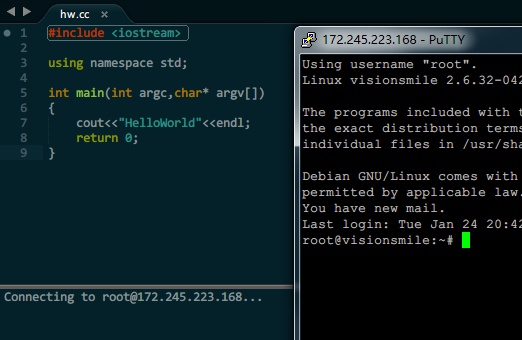 hw.cc ×
1 #include <iostream>
2
3 using namespace std;
4
5 int main(int argc,char* argv[])
6 {
7 cout<<"HelloWorld"<<endl;
8 return 0;
9 }
Connecting to root@172.245.223.168...
172.245.223.168 - PuTTY
Using username "root".
Linux visionsmile 2.6.32-042
The programs included with t
the exact distribution terms
individual files in /usr/sha
Debian GNU/Linux comes with
permitted by applicable law.
You have new mail.
Last login: Tue Jan 24 20:42
root@visionsmile:~#